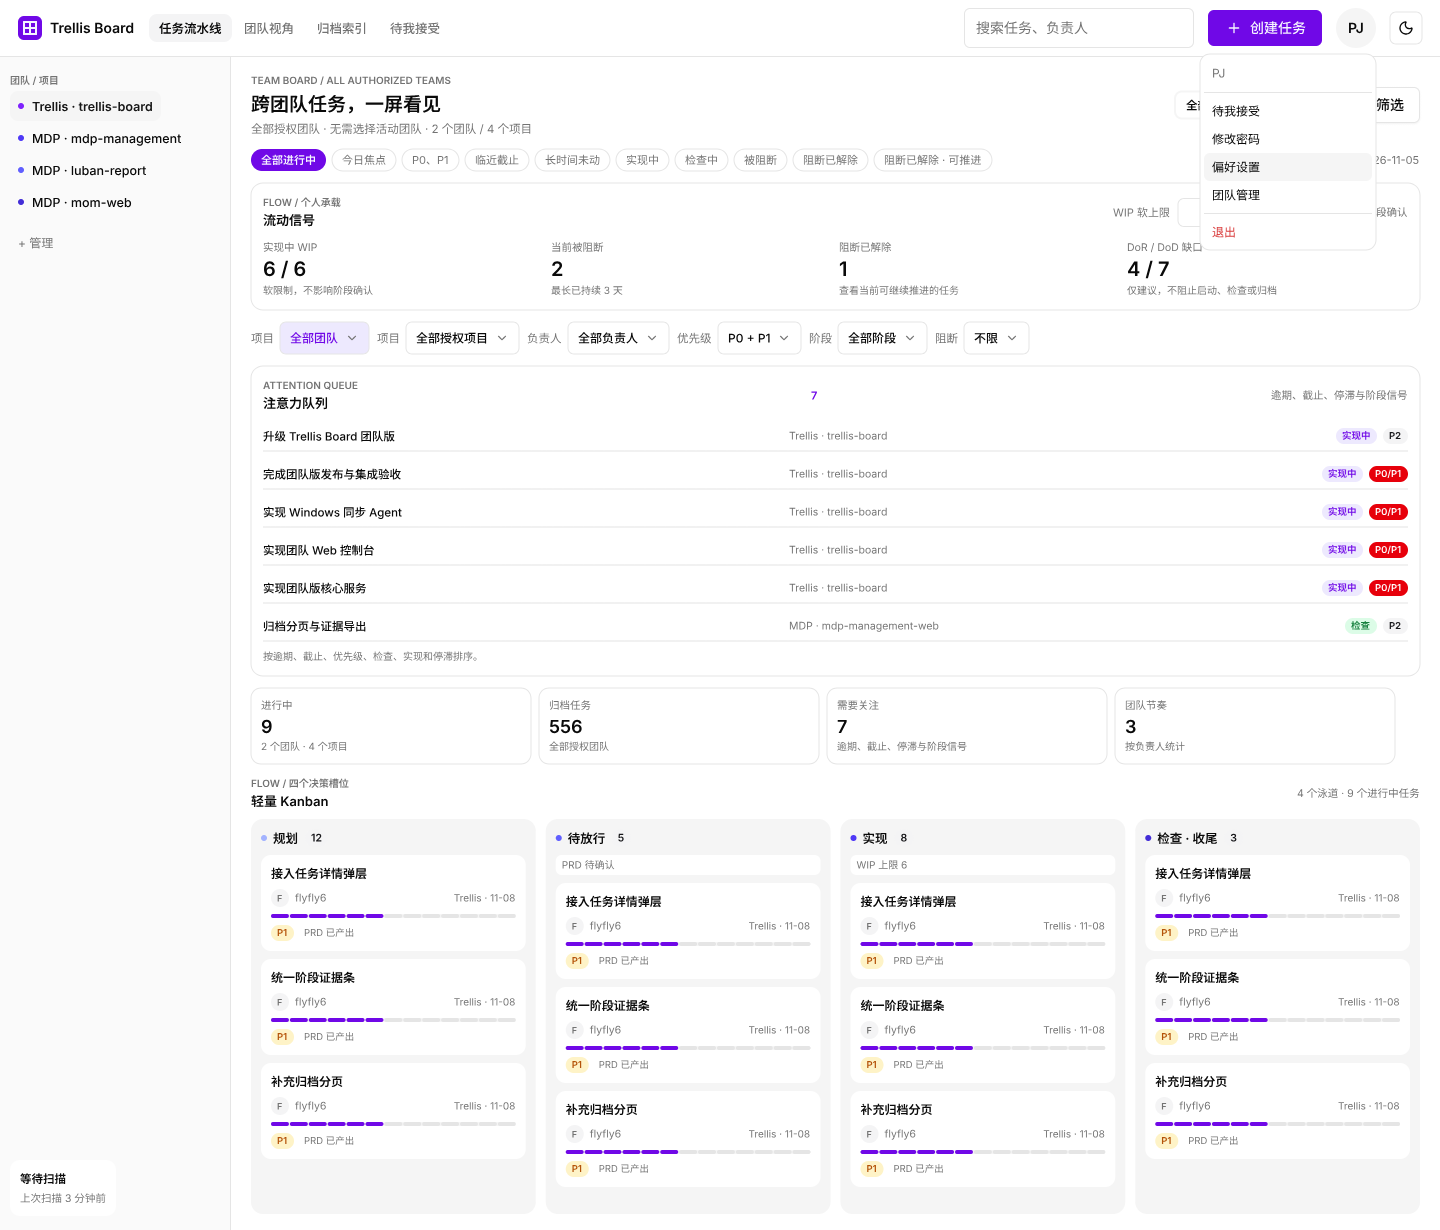 Trellis Board
任务流水线
团队视角
归档索引
待我接受
搜索任务、负责人
+ 创建任务
PJ
团队 / 项目
Trellis · trellis-board
MDP · mdp-management
MDP · luban-report
MDP · mom-web
+ 管理
等待扫描
上次扫描 3 分钟前
PJ
待我接受
修改密码
偏好设置
团队管理
退出
TEAM BOARD / ALL AUTHORIZED TEAMS
跨团队任务，一屏看见
全部授权团队 · 无需选择活动团队 · 2 个团队 / 4 个项目
筛选
全部进行中
今日焦点
P0、P1
临近截止
长时间未动
实现中
检查中
被阻断
阻断已解除
阻断已解除 · 可推进
26-11-05
FLOW / 个人承载
流动信号
WIP 软上限
段确认
实现中 WIP
6 / 6
软限制，不影响阶段确认
当前被阻断
2
最长已持续 3 天
阻断已解除
1
查看当前可继续推进的任务
DoR / DoD 缺口
4 / 7
仅建议，不阻止启动、检查或归档
项目
全部团队
项目
全部授权项目
负责人
全部负责人
优先级
P0 + P1
阶段
全部阶段
阻断
不限
ATTENTION QUEUE
注意力队列
7
逾期、截止、停滞与阶段信号
升级 Trellis Board 团队版
Trellis · trellis-board
实现中
P2
完成团队版发布与集成验收
Trellis · trellis-board
实现中
P0/P1
实现 Windows 同步 Agent
Trellis · trellis-board
实现中
P0/P1
实现团队 Web 控制台
Trellis · trellis-board
实现中
P0/P1
实现团队版核心服务
Trellis · trellis-board
实现中
P0/P1
归档分页与证据导出
MDP · mdp-management-web
检查
P2
按逾期、截止、优先级、检查、实现和停滞排序。
进行中
9
2 个团队 · 4 个项目
归档任务
556
全部授权团队
需要关注
7
逾期、截止、停滞与阶段信号
团队节奏
3
按负责人统计
FLOW / 四个决策槽位
轻量 Kanban
4 个泳道 · 9 个进行中任务
规划 12
接入任务详情弹层
F flyfly6
Trellis · 11-08
P1 PRD 已产出
统一阶段证据条
F flyfly6
Trellis · 11-08
P1 PRD 已产出
补充归档分页
F flyfly6
Trellis · 11-08
P1 PRD 已产出
待放行 5
PRD 待确认
接入任务详情弹层
F flyfly6
Trellis · 11-08
P1 PRD 已产出
统一阶段证据条
F flyfly6
Trellis · 11-08
P1 PRD 已产出
补充归档分页
F flyfly6
Trellis · 11-08
P1 PRD 已产出
实现 8
WIP 上限 6
接入任务详情弹层
F flyfly6
Trellis · 11-08
P1 PRD 已产出
统一阶段证据条
F flyfly6
Trellis · 11-08
P1 PRD 已产出
补充归档分页
F flyfly6
Trellis · 11-08
P1 PRD 已产出
检查 · 收尾 3
接入任务详情弹层
F flyfly6
Trellis · 11-08
P1 PRD 已产出
统一阶段证据条
F flyfly6
Trellis · 11-08
P1 PRD 已产出
补充归档分页
F flyfly6
Trellis · 11-08
P1 PRD 已产出